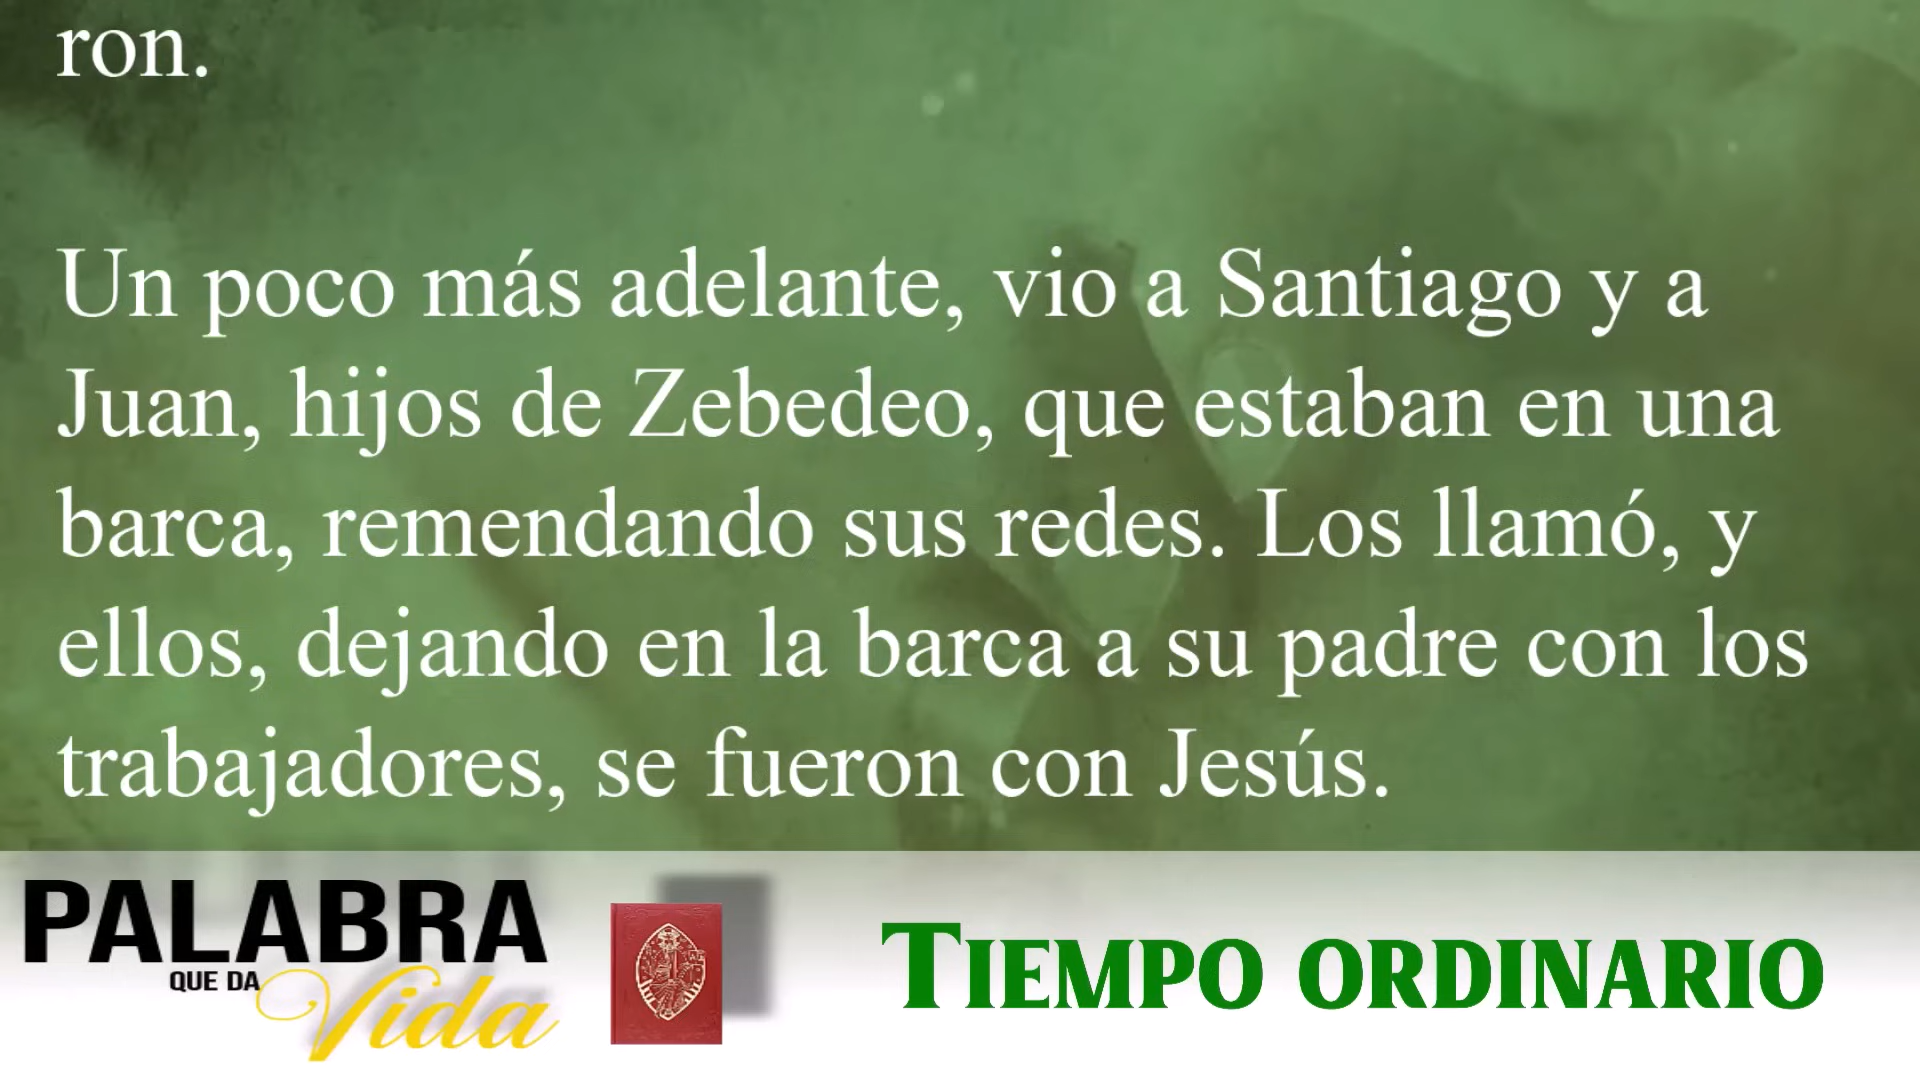 ron.
Un poco más adelante, vio a Santiago y a
Juan, hijos de Zebedeo, que estaban en una
barca, remendando sus redes. Los llamó, y
ellos, dejando en la barca a su padre con los
trabajadores, se fueron con Jesús.
PALABRA
QUE DA
Vida
TIEMPO ORDINARIO